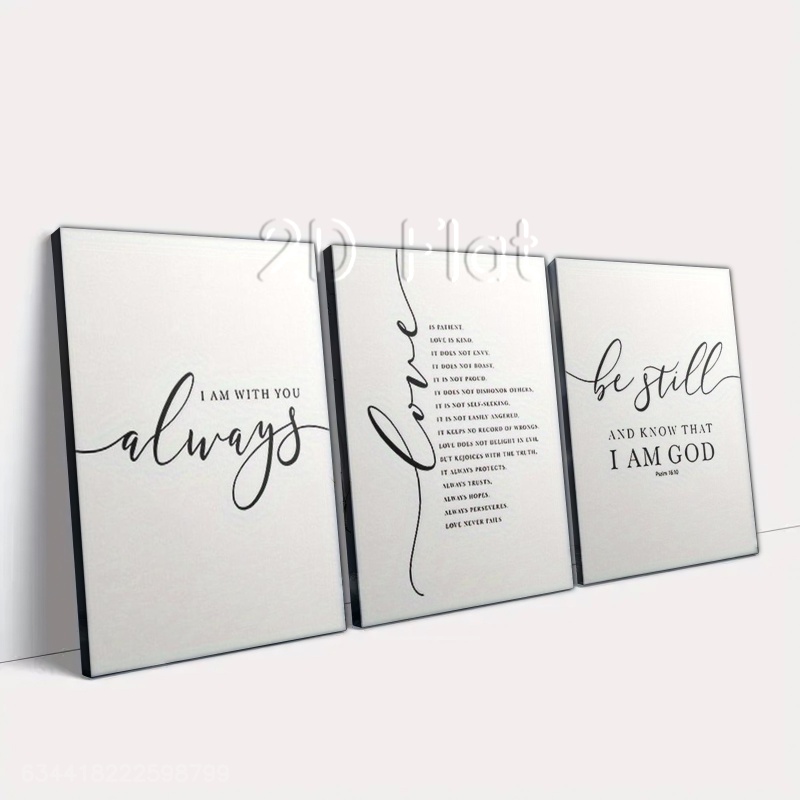 2D Flat
I AM WITH YOU
always
love
IS PATIENT.
LOVE IS KIND.
IT DOES NOT ENVY.
IT DOES NOT BOAST.
IT IS NOT PROUD.
IT DOES NOT DISHONOR OTHERS.
IT IS NOT SELF-SEEKING.
IT IS NOT EASILY ANGERED.
IT KEEPS NO RECORD OF WRONGS.
LOVE DOES NOT DELIGHT IN EVIL
BUT REJOICES WITH THE TRUTH.
IT ALWAYS PROTECTS.
ALWAYS TRUSTS,
ALWAYS HOPES.
ALWAYS PERSEVERES.
LOVE NEVER FAILS
be still
AND KNOW THAT
I AM GOD
Psalm 16:10
634418222598799